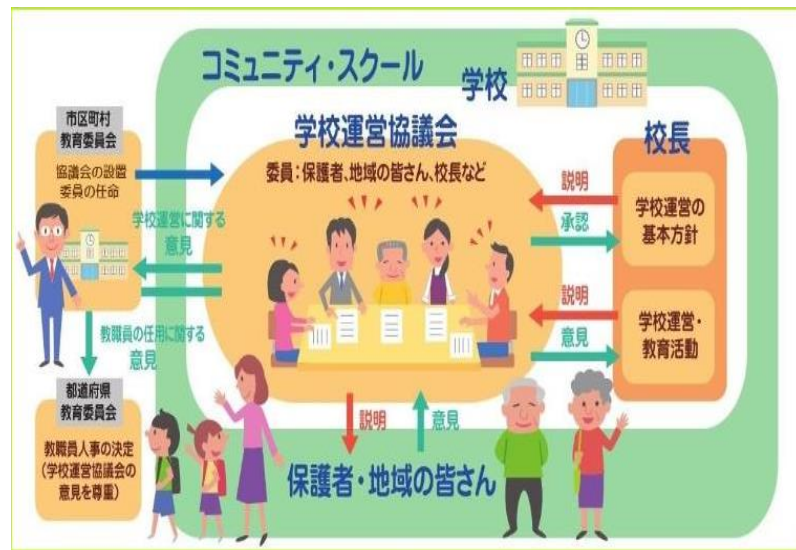 コミュニティ・スクール
学校
市区町村
教育委員会
協議会の設置
委員の任命
学校運営協議会
委員:保護者、地域の皆さん、校長など
校長
説明
承認
学校運営の
基本方針
説明
意見
学校運営・
教育活動
学校運営に関する
意見
教職員の任用に関する
意見
都道府県
教育委員会
教職員人事の決定
(学校運営協議会の
意見を尊重)
説明
意見
保護者・地域の皆さん